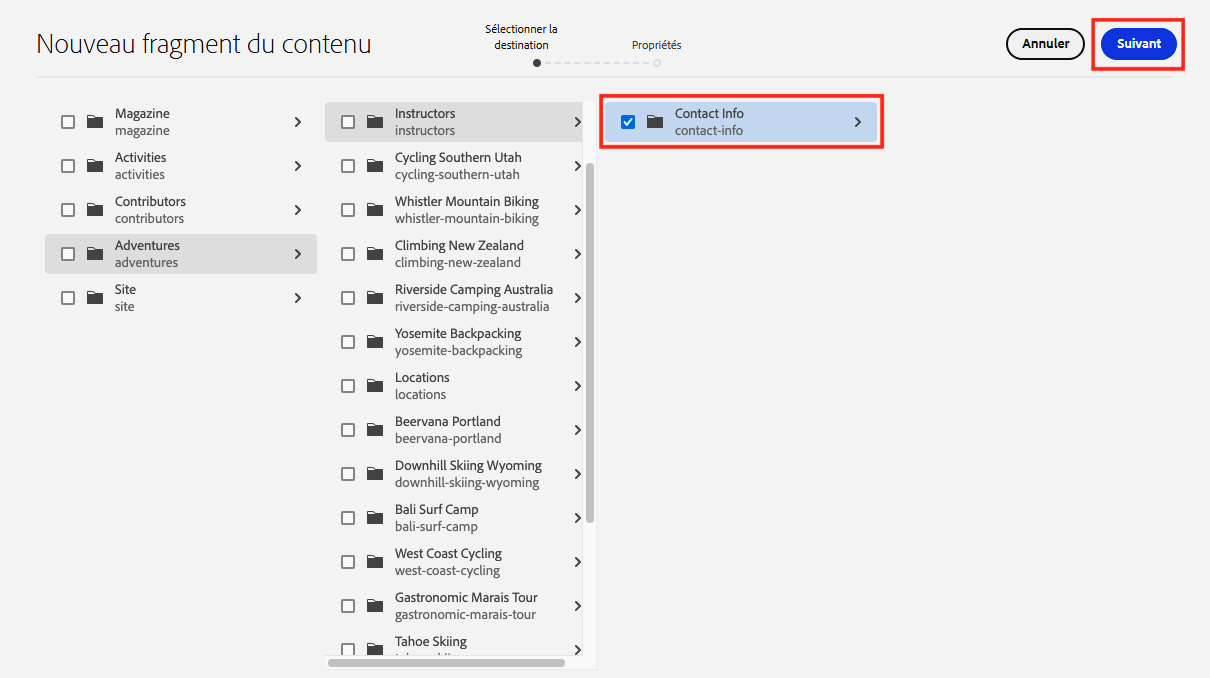 Nouveau fragment du contenu
Sélectionner la
destination
Propriétés
Annuler
Suivant
Magazine
magazine
Activities
activities
Contributors
contributors
Adventures
adventures
Site
site
Instructors
instructors
Cycling Southern Utah
cycling-southern-utah
Whistler Mountain Biking
whistler-mountain-biking
Climbing New Zealand
climbing-new-zealand
Riverside Camping Australia
riverside-camping-australia
Yosemite Backpacking
yosemite-backpacking
Locations
locations
Beervana Portland
beervana-portland
Downhill Skiing Wyoming
downhill-skiing-wyoming
Bali Surf Camp
bali-surf-camp
West Coast Cycling
west-coast-cycling
Gastronomic Marais Tour
gastronomic-marais-tour
Tahoe Skiing
Contact Info
contact-info